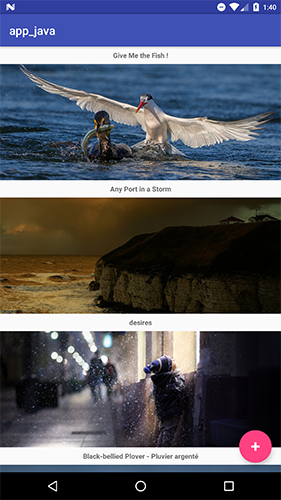 1:40
app_java
Give Me the Fish !
Any Port in a Storm
desires
Black-bellied Plover - Pluvier argenté